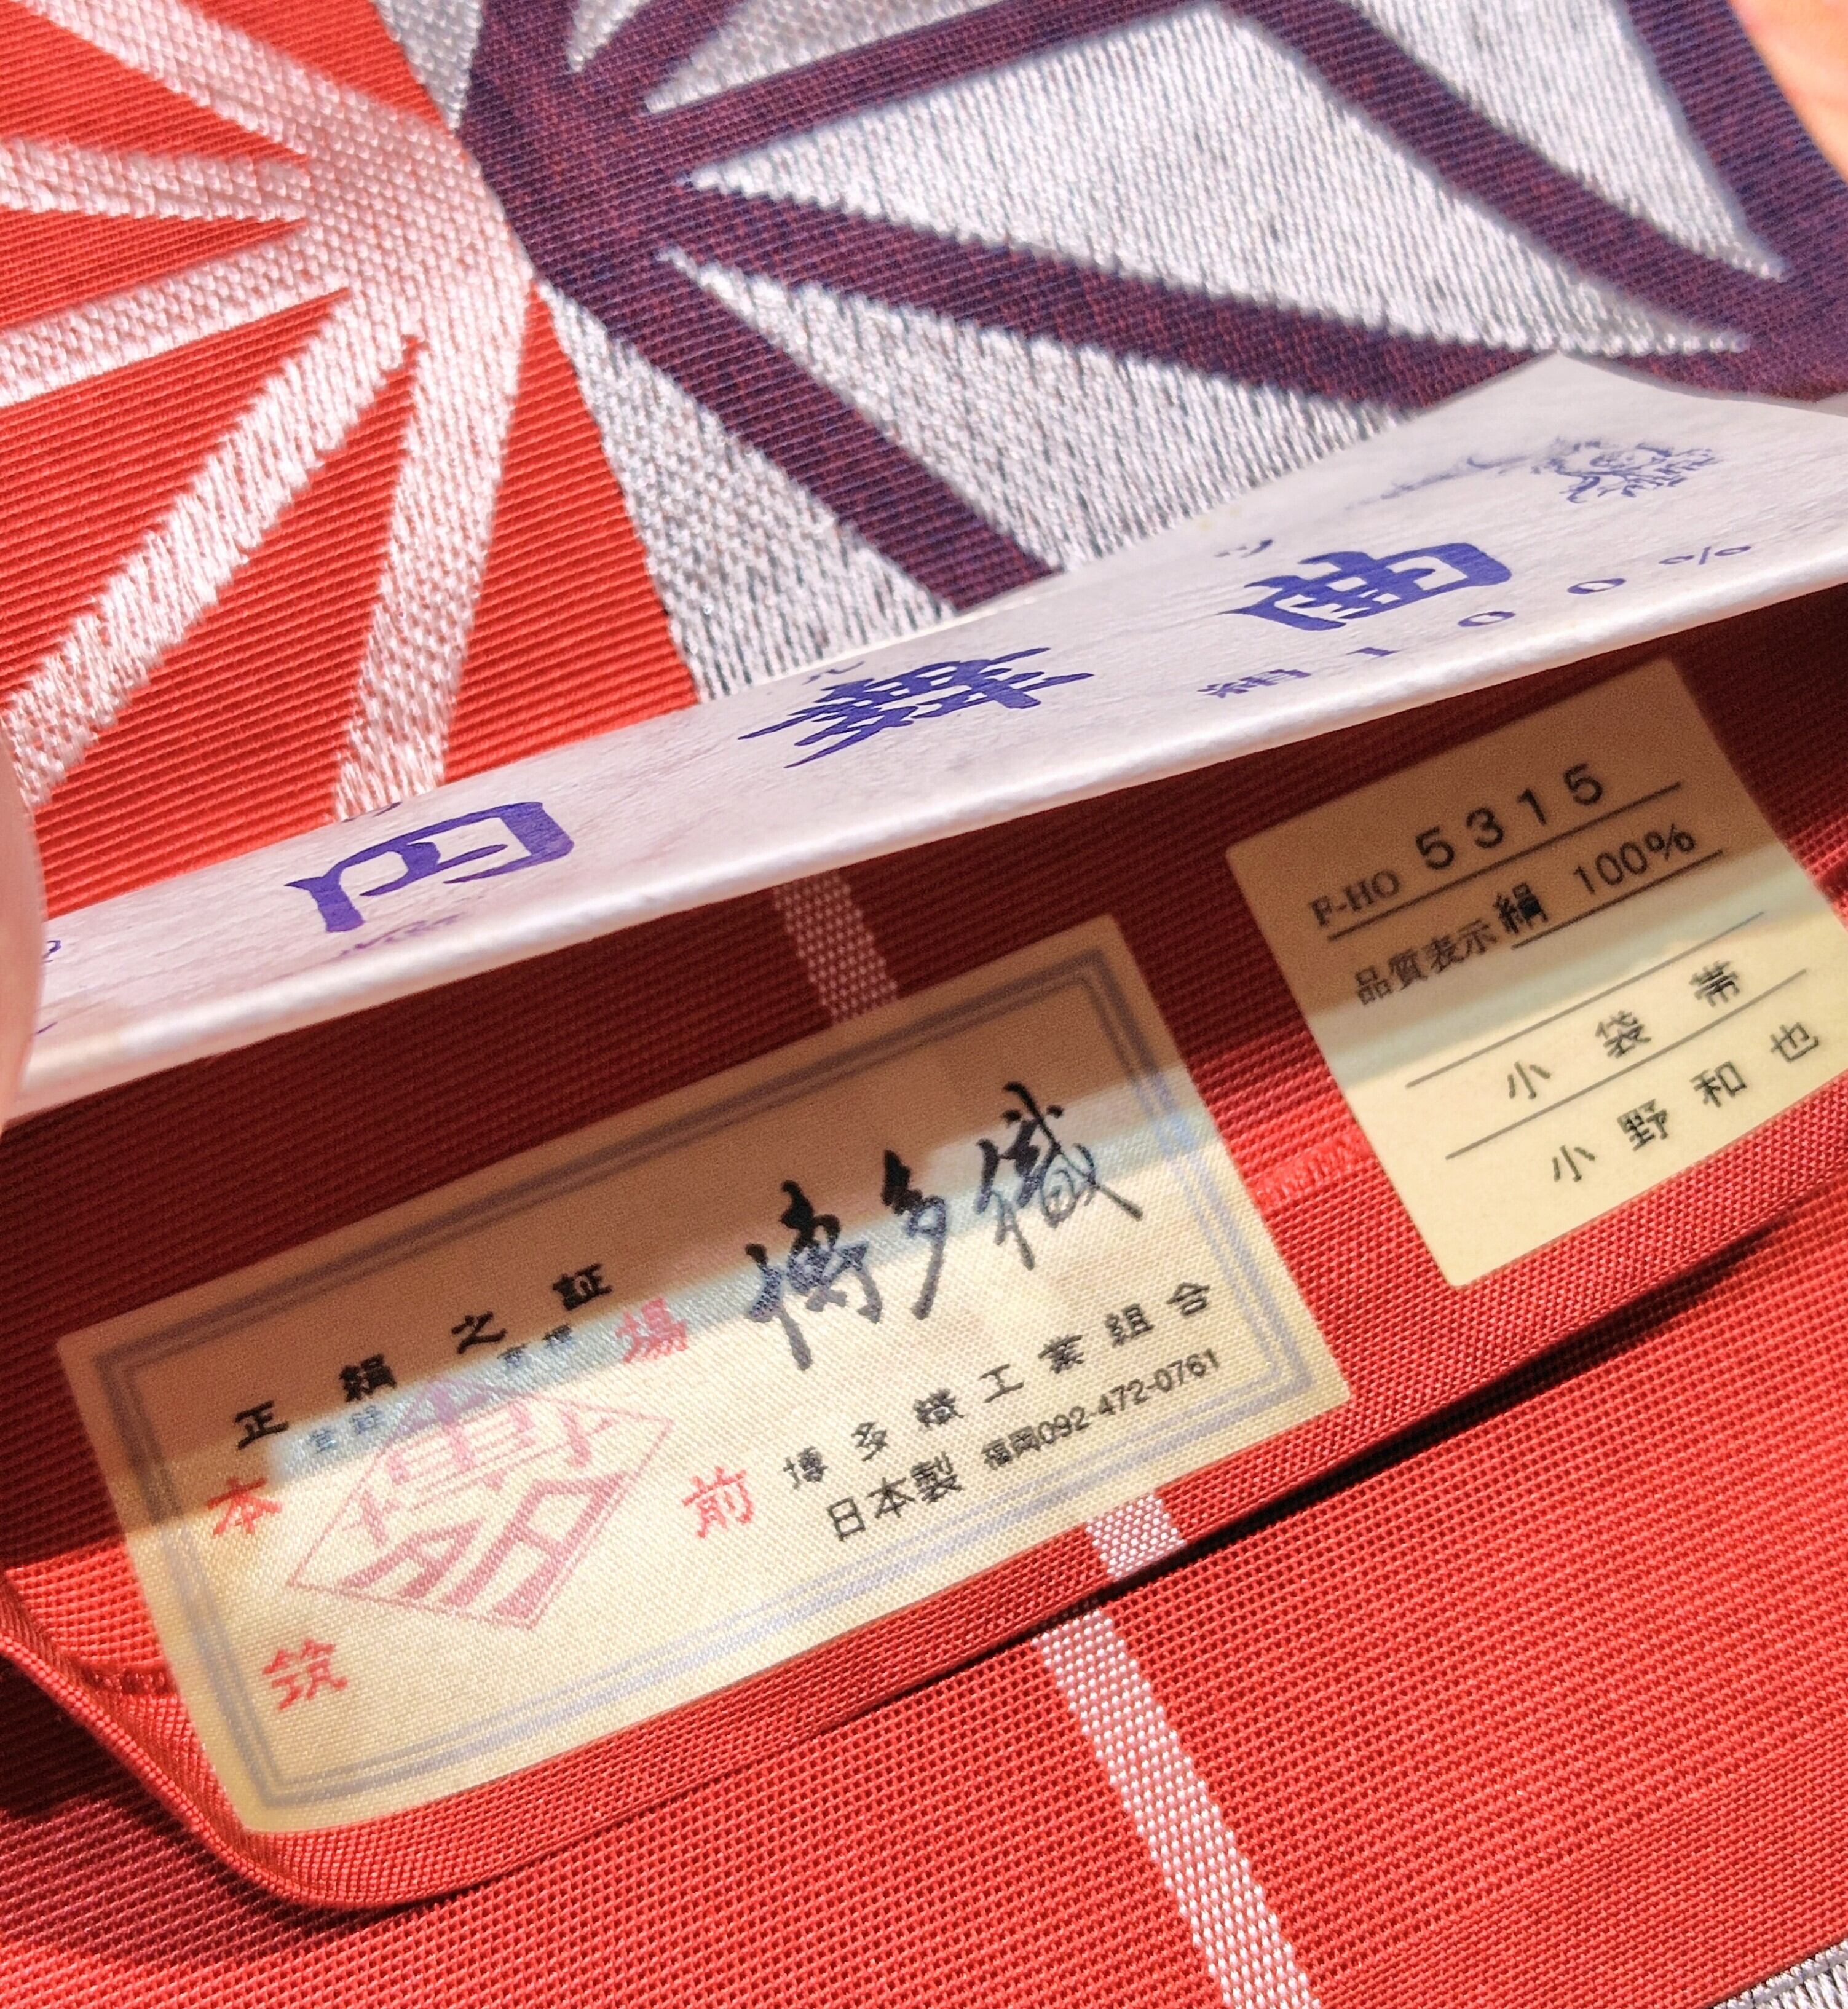 絹100%
F-HO 5315
品質表示 絹 100%
小袋帯
小野和也
正絹之証
登録商標
本場
筑前
博多
博多織
博多織工業組合
日本製 福岡092-472-0761